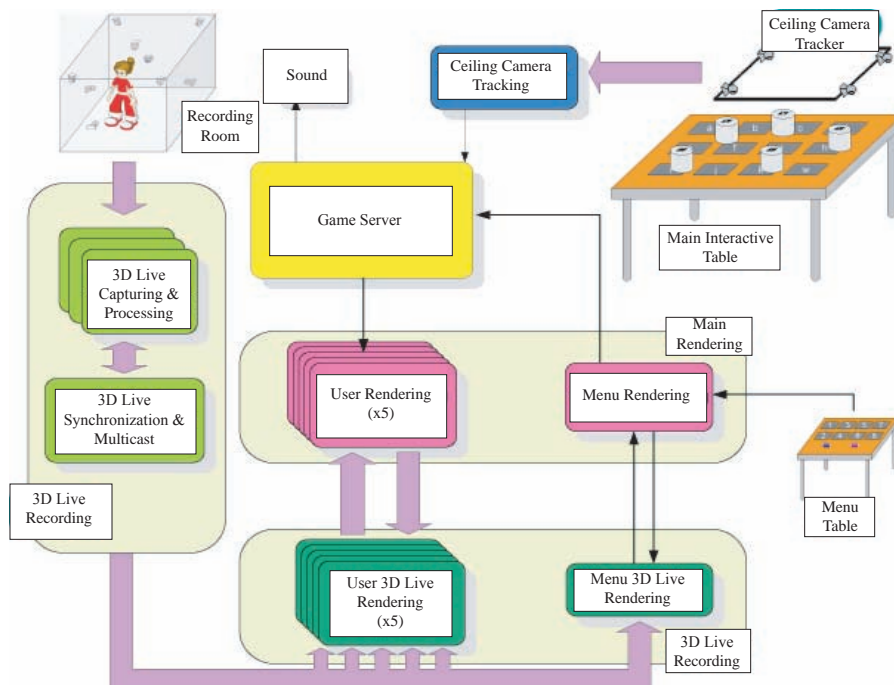 Ceiling Camera
Tracker
Sound
Ceiling Camera
Tracking
Recording
Room
Game Server
Main Interactive
Table
3D Live
Capturing &
Processing
Main
Rendering
User Rendering
(x5)
Menu Rendering
3D Live
Synchronization &
Multicast
3D Live
Recording
Menu
Table
User 3D Live
Rendering
(x5)
Menu 3D Live
Rendering
3D Live
Recording